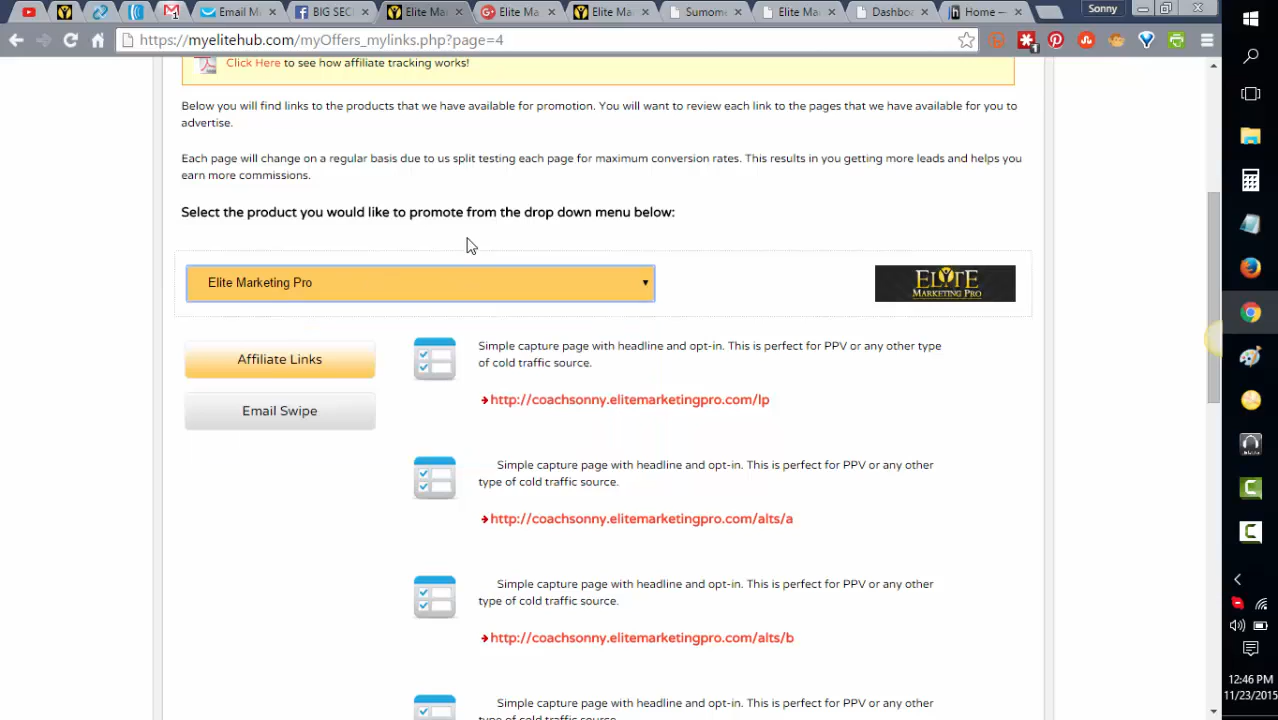 Email M
BIG SEC
Elite Ma
Elite Ma
Elite Ma
Sumome
Elite Ma
Dashbo
Home —
Sonny
https://myelitehub.com/myOffers_mylinks.php?page=4
Click Here to see how affiliate tracking works!
Below you will find links to the products that we have available for promotion. You will want to review each link to the pages that we have available for you to
advertise.
Each page will change on a regular basis due to us split testing each page for maximum conversion rates. This results in you getting more leads and helps you
earn more commissions.
Select the product you would like to promote from the drop down menu below:
Elite Marketing Pro
ELITE
MARKETING PRO
Affiliate Links
Email Swipe
Simple capture page with headline and opt-in. This is perfect for PPV or any other type
of cold traffic source.
http://coachsonny.elitemarketingpro.com/lp
Simple capture page with headline and opt-in. This is perfect for PPV or any other
type of cold traffic source.
http://coachsonny.elitemarketingpro.com/alts/a
Simple capture page with headline and opt-in. This is perfect for PPV or any other
type of cold traffic source.
http://coachsonny.elitemarketingpro.com/alts/b
Simple capture page with headline and opt-in. This is perfect for PPV or any other
type of cold traffic source.
12:46 PM
11/23/2015